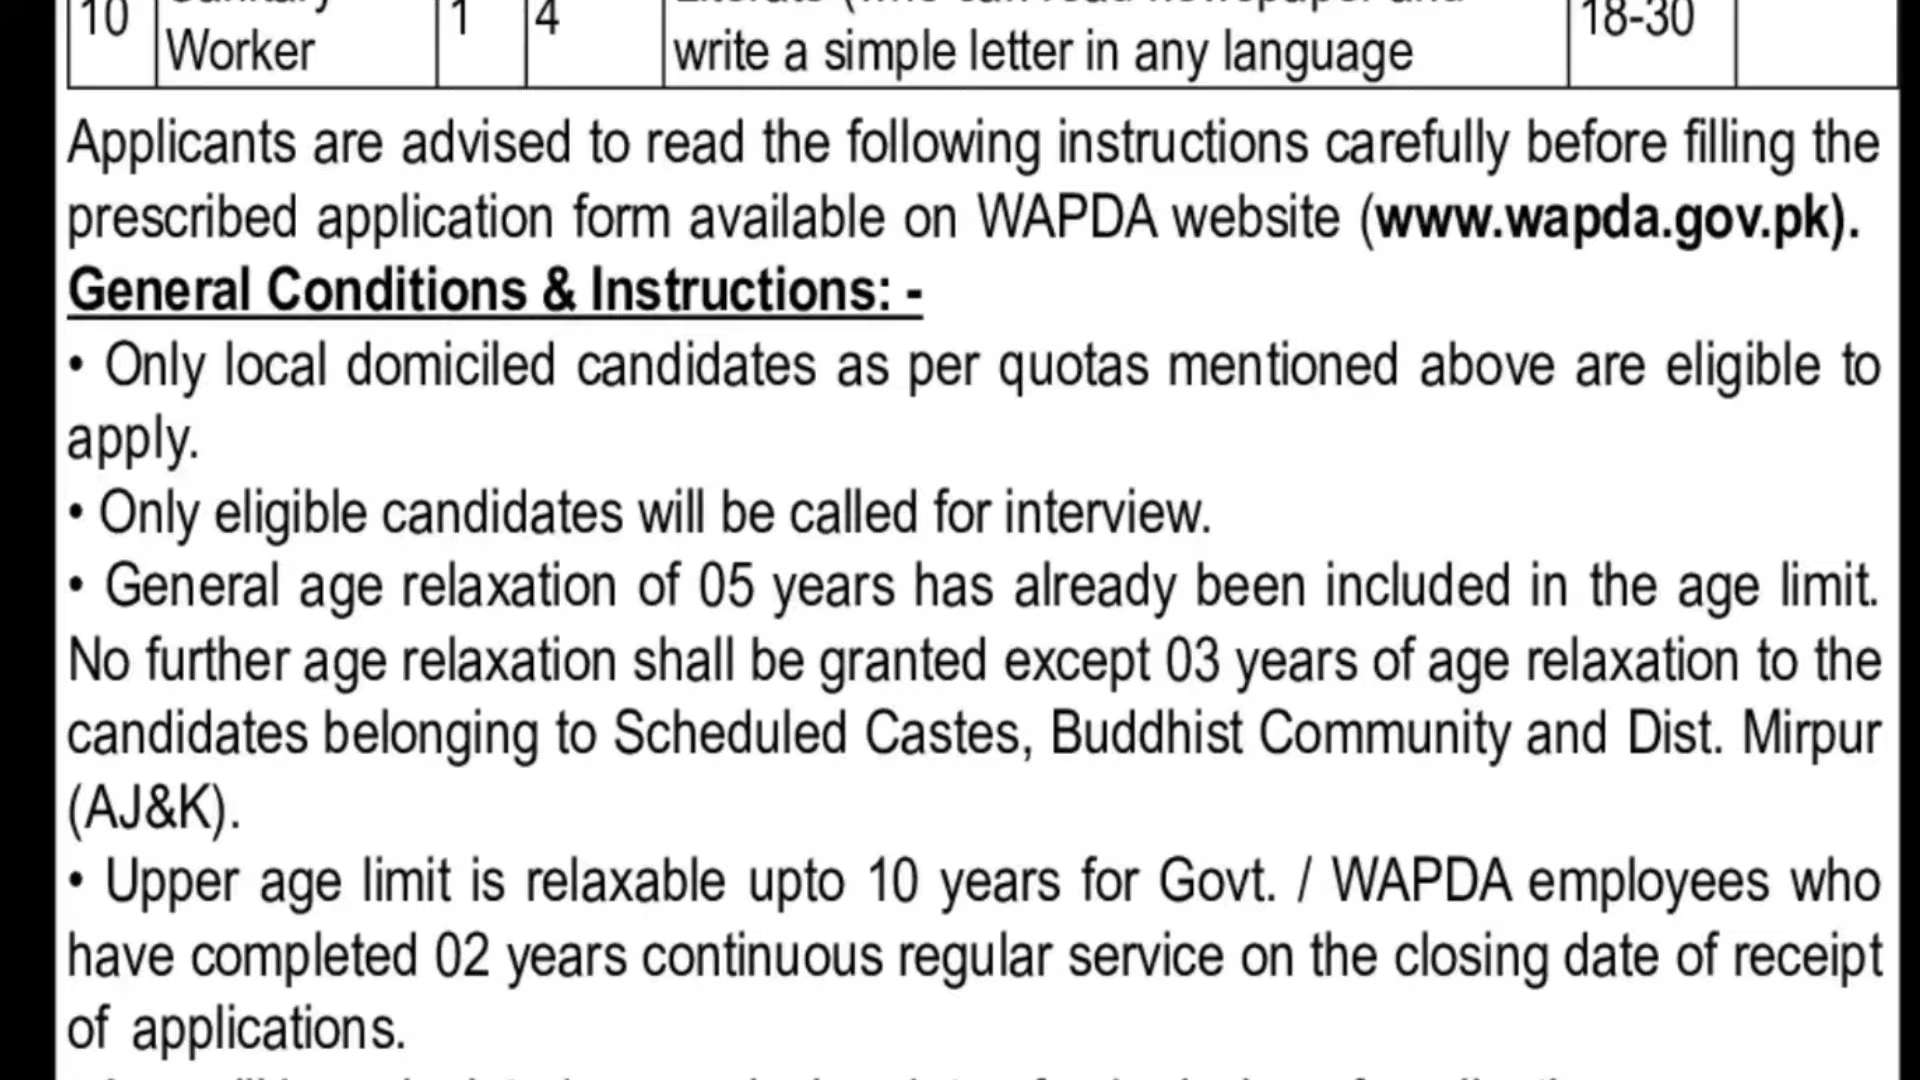 10 Sanitary 1 4 18-30
Worker write a simple letter in any language
Applicants are advised to read the following instructions carefully before filling the
prescribed application form available on WAPDA website (www.wapda.gov.pk).
General Conditions & Instructions: -
• Only local domiciled candidates as per quotas mentioned above are eligible to
apply.
• Only eligible candidates will be called for interview.
• General age relaxation of 05 years has already been included in the age limit.
No further age relaxation shall be granted except 03 years of age relaxation to the
candidates belonging to Scheduled Castes, Buddhist Community and Dist. Mirpur
(AJ&K).
• Upper age limit is relaxable upto 10 years for Govt. / WAPDA employees who
have completed 02 years continuous regular service on the closing date of receipt
of applications.